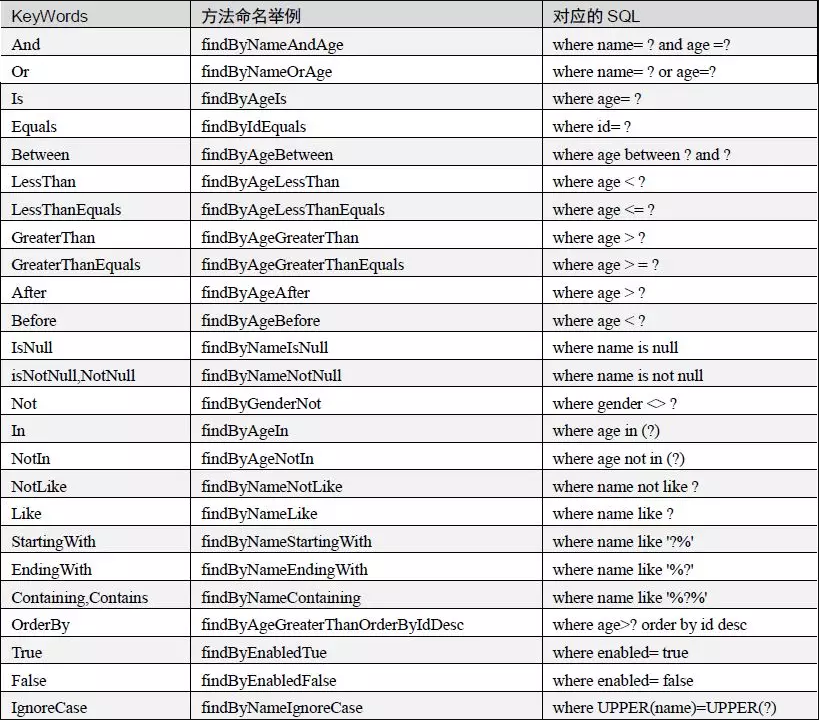 KeyWords 方法命名举例 对应的 SQL
And findByNameAndAge where name= ? and age =?
Or findByNameOrAge where name= ? or age=?
Is findByAgeIs where age= ?
Equals findByIdEquals where id= ?
Between findByAgeBetween where age between ? and ?
LessThan findByAgeLessThan where age < ?
LessThanEquals findByAgeLessThanEquals where age <= ?
GreaterThan findByAgeGreaterThan where age > ?
GreaterThanEquals findByAgeGreaterThanEquals where age > = ?
After findByAgeAfter where age > ?
Before findByAgeBefore where age < ?
IsNull findByNameIsNull where name is null
isNotNull,NotNull findByNameNotNull where name is not null
Not findByGenderNot where gender <> ?
In findByAgeIn where age in (?)
NotIn findByAgeNotIn where age not in (?)
NotLike findByNameNotLike where name not like ?
Like findByNameLike where name like ?
StartingWith findByNameStartingWith where name like '?%'
EndingWith findByNameEndingWith where name like '%?'
Containing,Contains findByNameContaining where name like '%?%'
OrderBy findByAgeGreaterThanOrderByIdDesc where age>? order by id desc
True findByEnabledTue where enabled= true
False findByEnabledFalse where enabled= false
IgnoreCase findByNameIgnoreCase where UPPER(name)=UPPER(?)